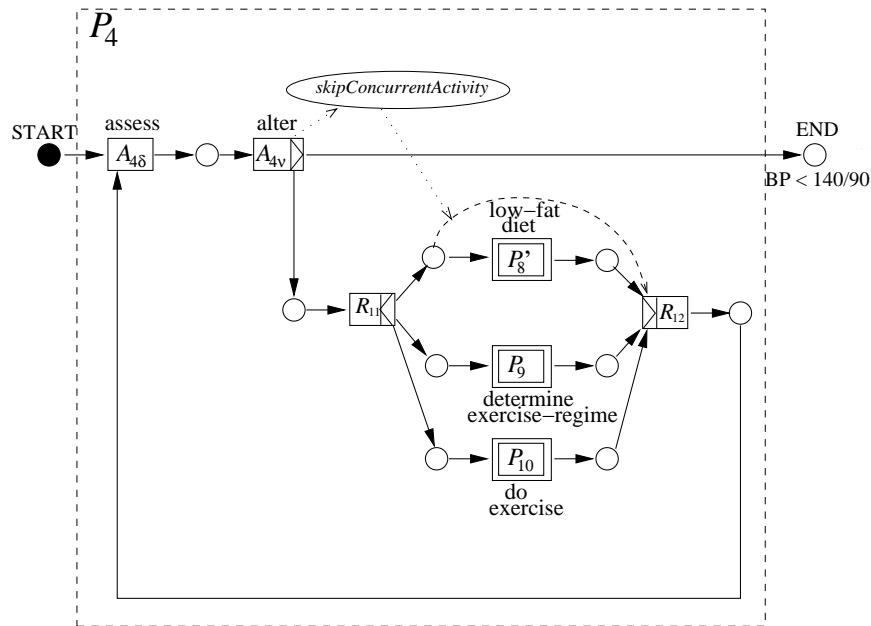 P4
skipConcurrentActivity
START
assess
alter
END
A4δ
A4ν
BP < 140/90
low−fat
diet
P8'
R11
R12
P9
determine
exercise−regime
P10
do
exercise